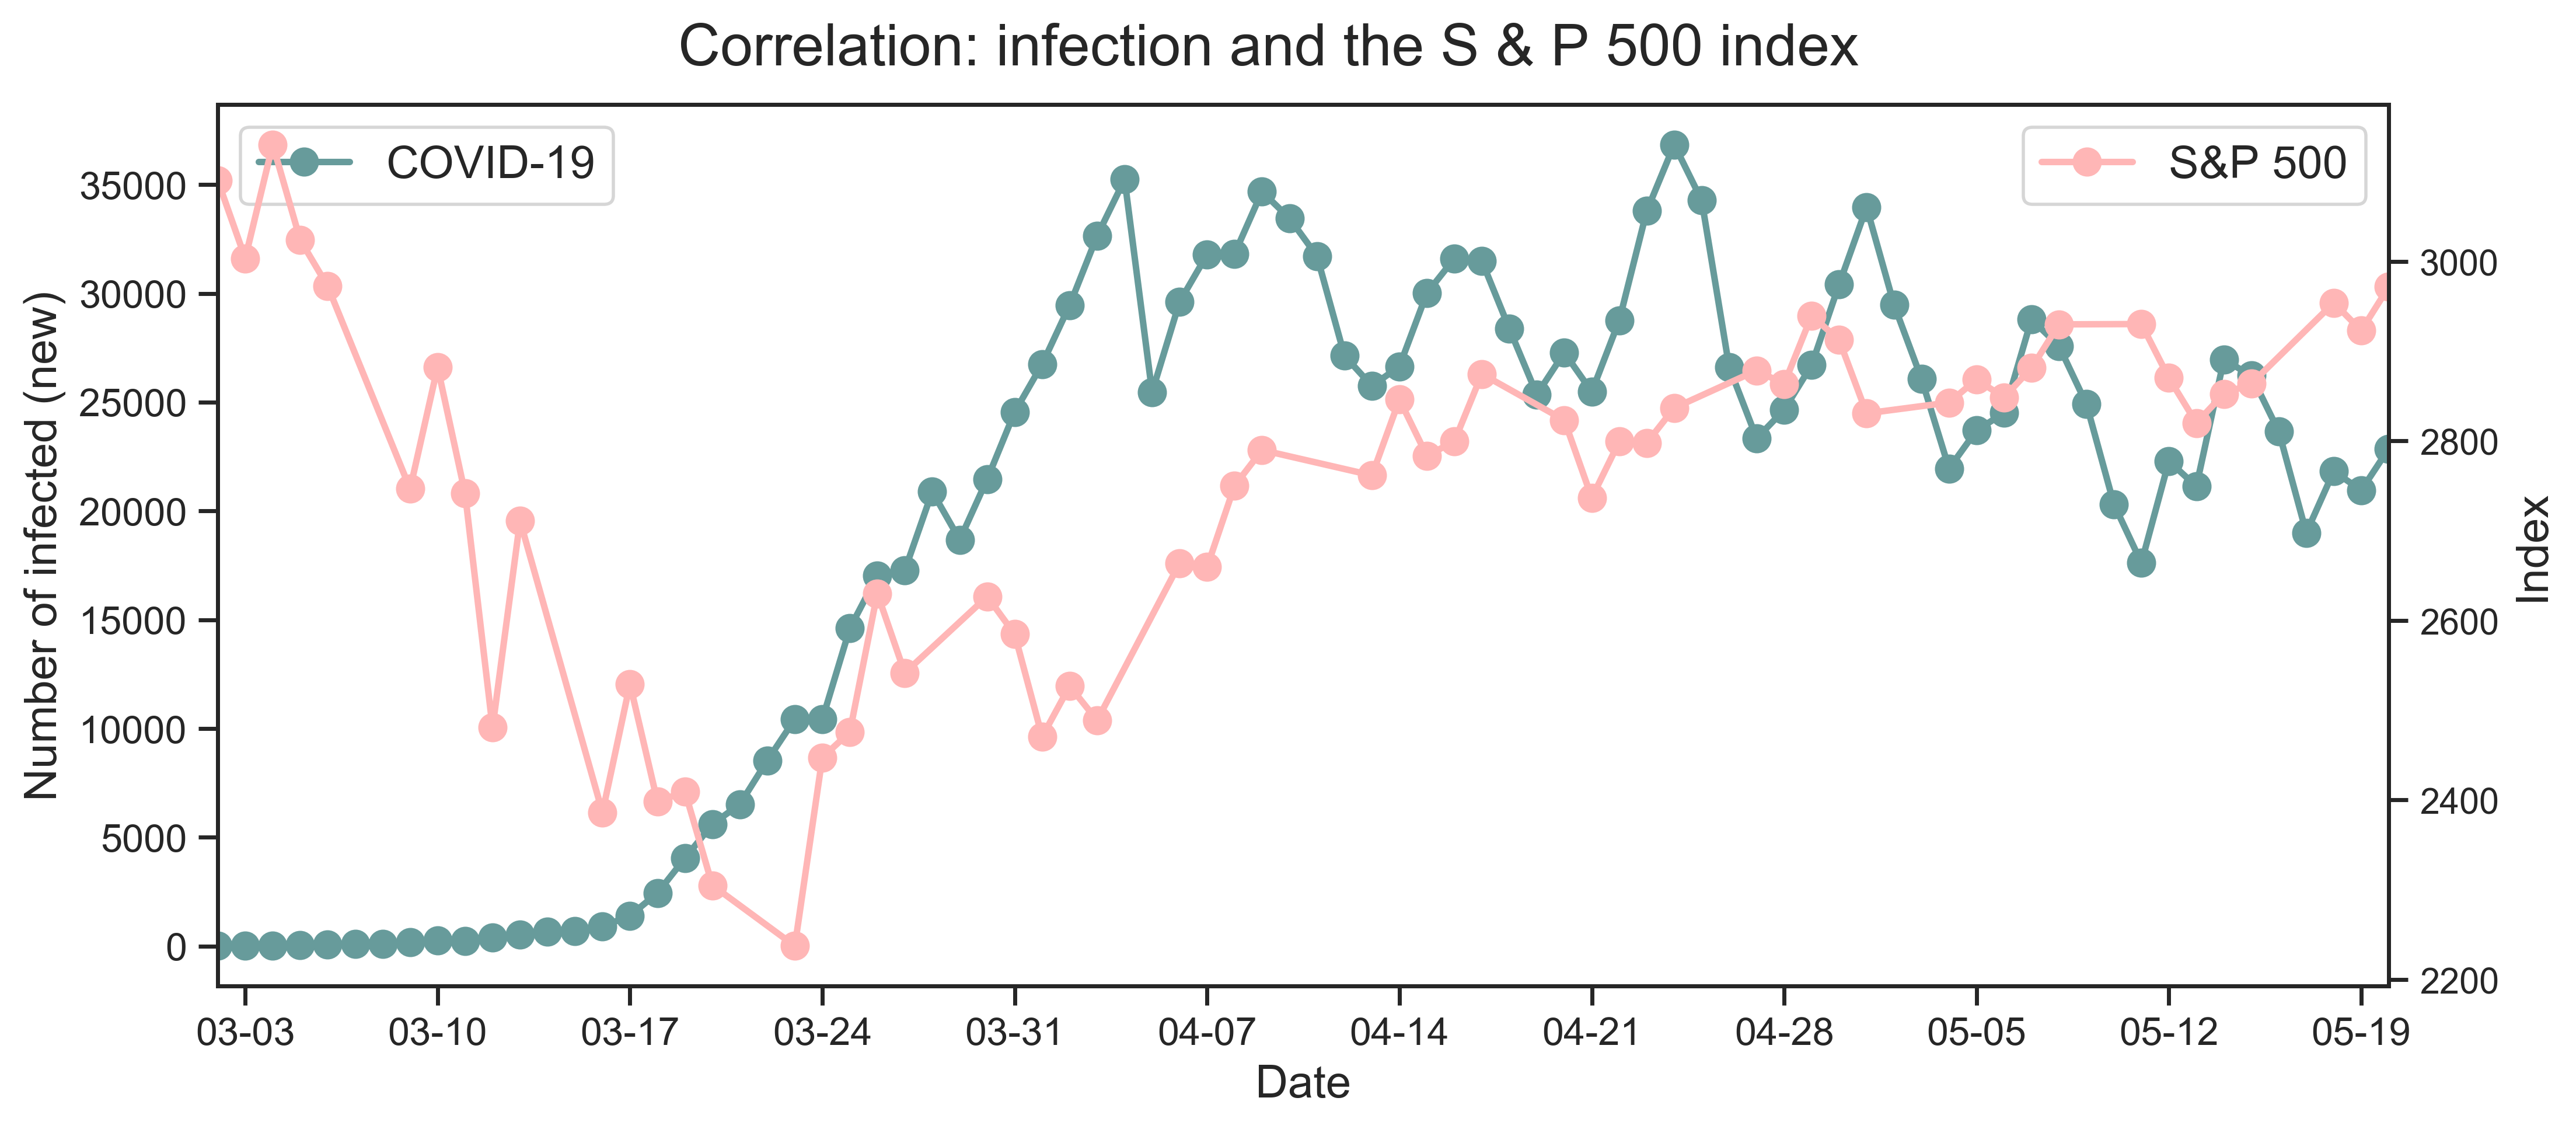 Correlation: infection and the S & P 500 index
COVID-19
S&P 500
Number of infected (new)
35000
30000
25000
20000
15000
10000
5000
0
3000
2800
2600
2400
2200
Index
03-03 03-10 03-17 03-24 03-31 04-07 04-14 04-21 04-28 05-05 05-12 05-19
Date